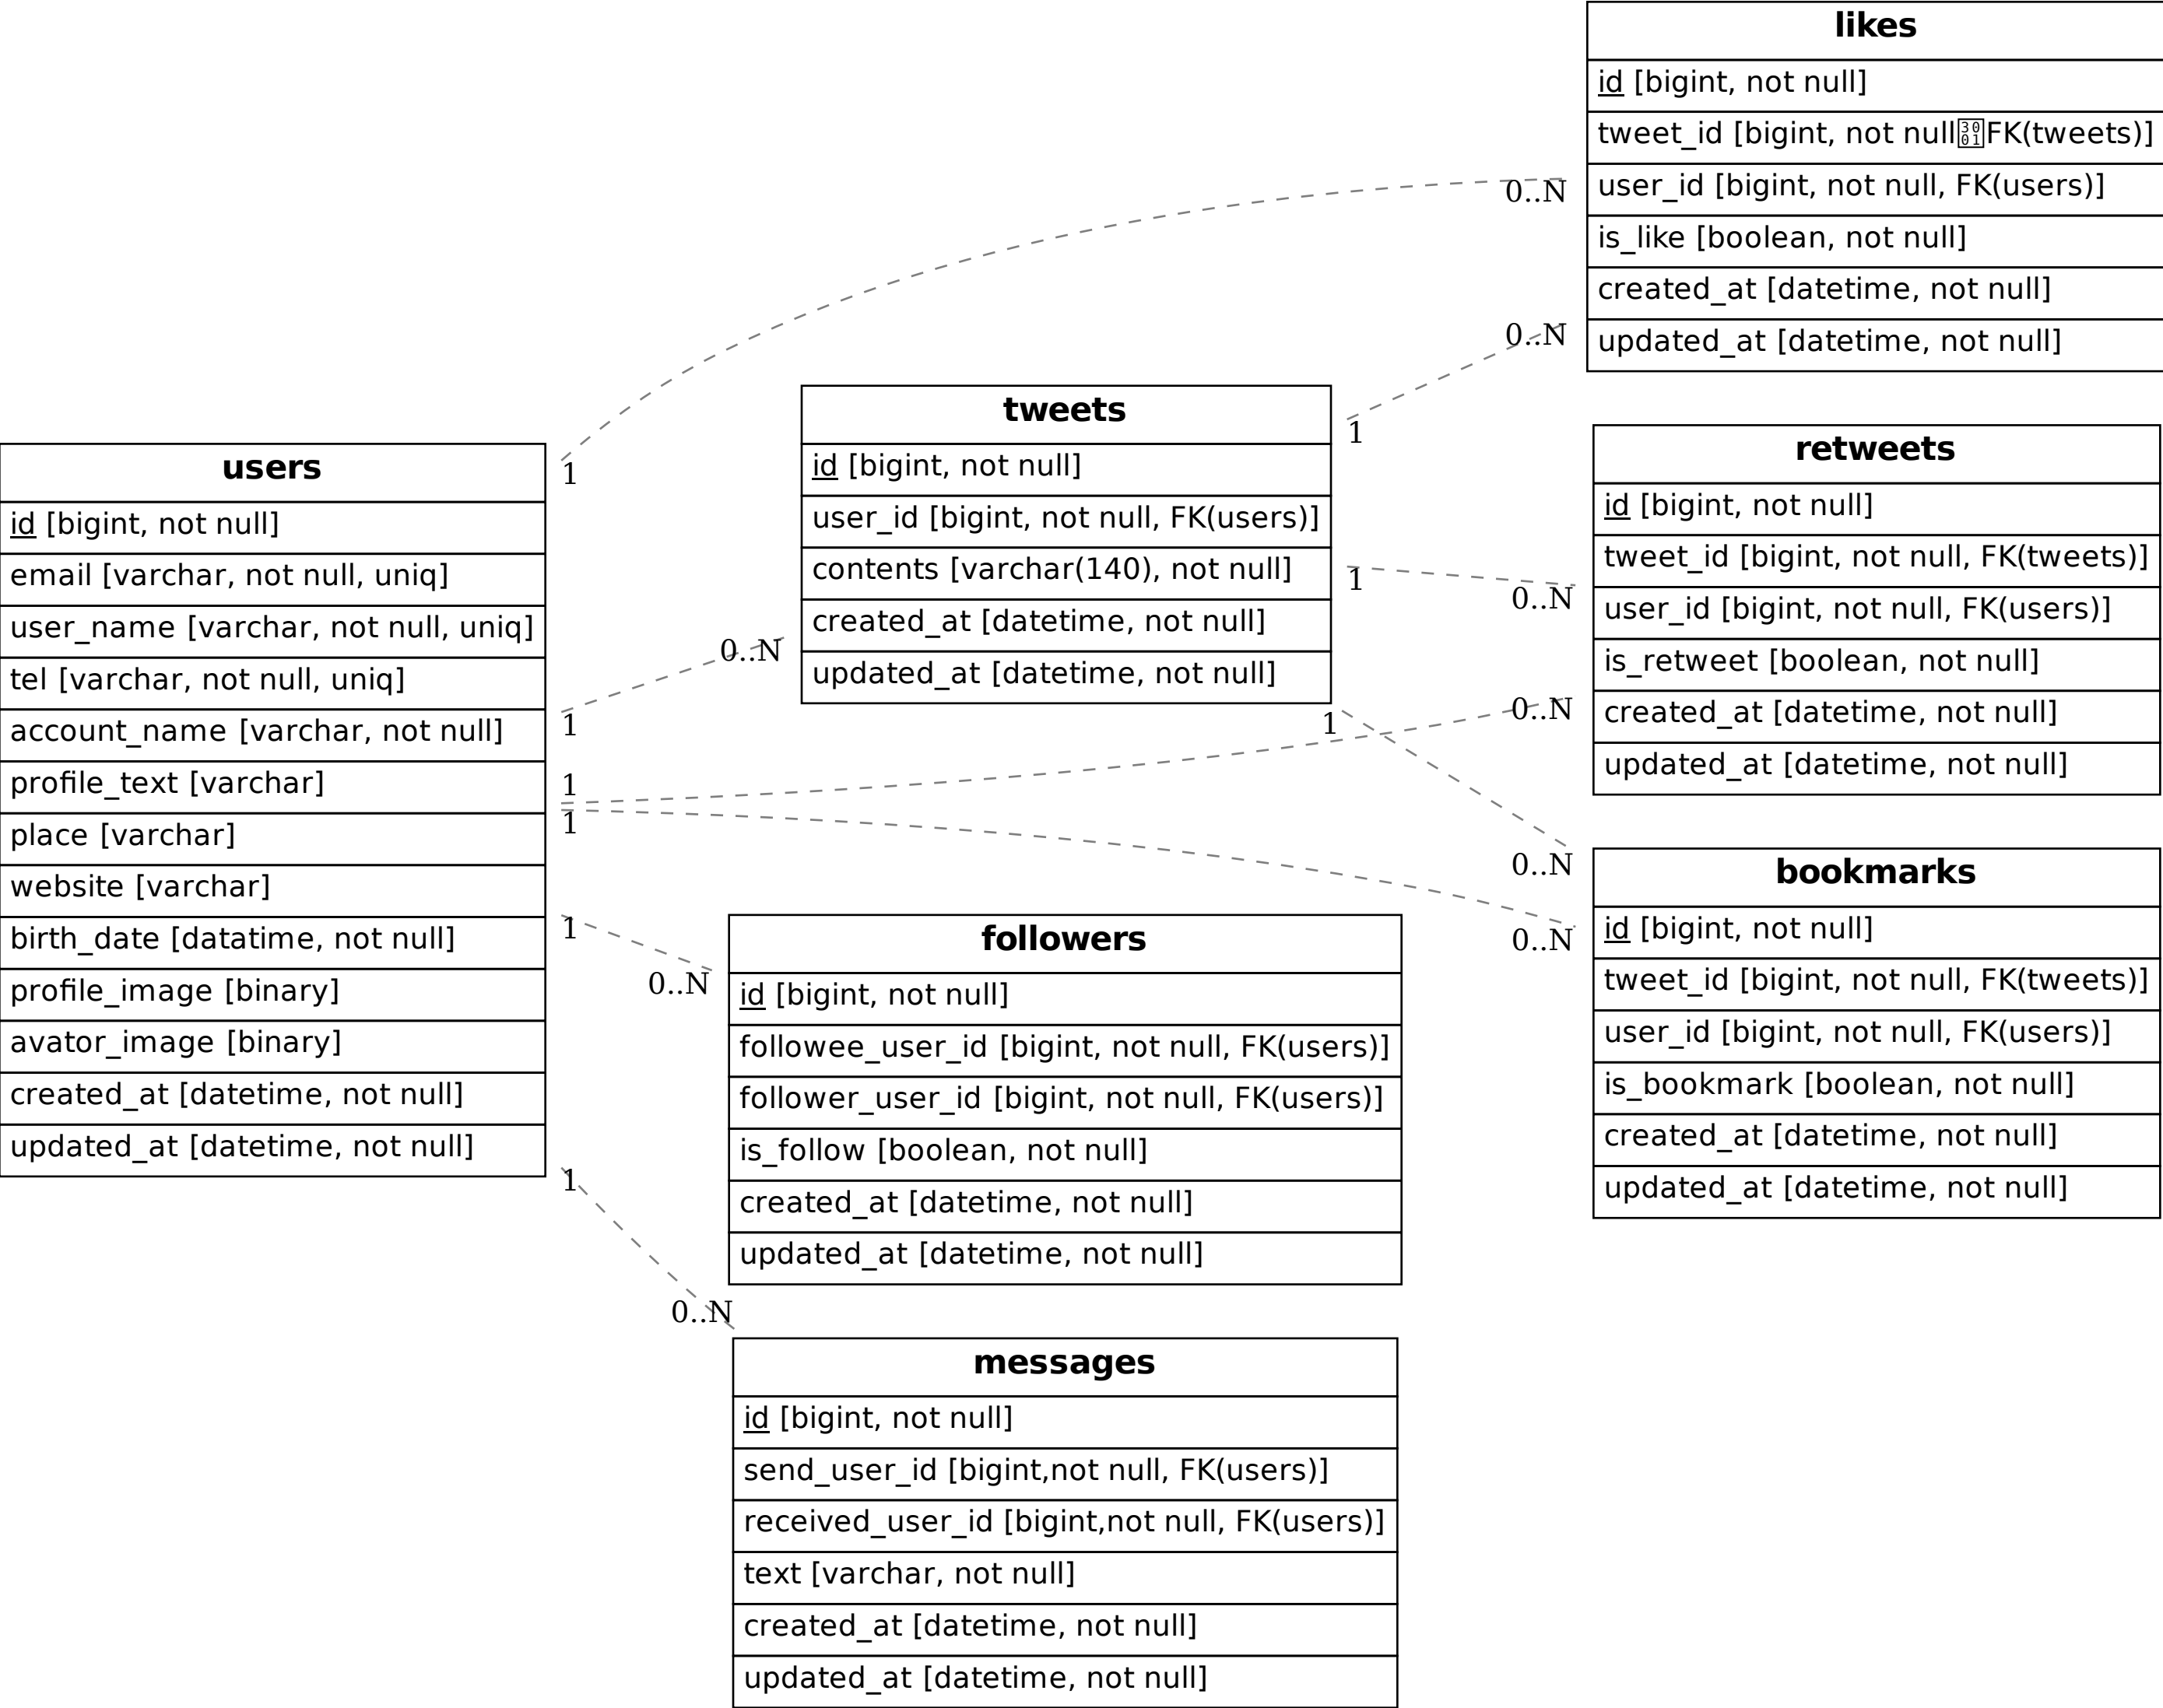 likes
id [bigint, not null]
tweet_id [bigint, not null、FK(tweets)]
user_id [bigint, not null, FK(users)]
is_like [boolean, not null]
created_at [datetime, not null]
updated_at [datetime, not null]
0..N
0..N
tweets
id [bigint, not null]
user_id [bigint, not null, FK(users)]
contents [varchar(140), not null]
created_at [datetime, not null]
updated_at [datetime, not null]
1
1
1
0..N
retweets
id [bigint, not null]
tweet_id [bigint, not null, FK(tweets)]
user_id [bigint, not null, FK(users)]
is_retweet [boolean, not null]
created_at [datetime, not null]
updated_at [datetime, not null]
0..N
0..N
users
id [bigint, not null]
email [varchar, not null, uniq]
user_name [varchar, not null, uniq]
tel [varchar, not null, uniq]
account_name [varchar, not null]
profile_text [varchar]
place [varchar]
website [varchar]
birth_date [datatime, not null]
profile_image [binary]
avator_image [binary]
created_at [datetime, not null]
updated_at [datetime, not null]
1
1
1
1
1
1
bookmarks
id [bigint, not null]
tweet_id [bigint, not null, FK(tweets)]
user_id [bigint, not null, FK(users)]
is_bookmark [boolean, not null]
created_at [datetime, not null]
updated_at [datetime, not null]
0..N
0..N
followers
id [bigint, not null]
followee_user_id [bigint, not null, FK(users)]
follower_user_id [bigint, not null, FK(users)]
is_follow [boolean, not null]
created_at [datetime, not null]
updated_at [datetime, not null]
0..N
0..N
messages
id [bigint, not null]
send_user_id [bigint,not null, FK(users)]
received_user_id [bigint,not null, FK(users)]
text [varchar, not null]
created_at [datetime, not null]
updated_at [datetime, not null]